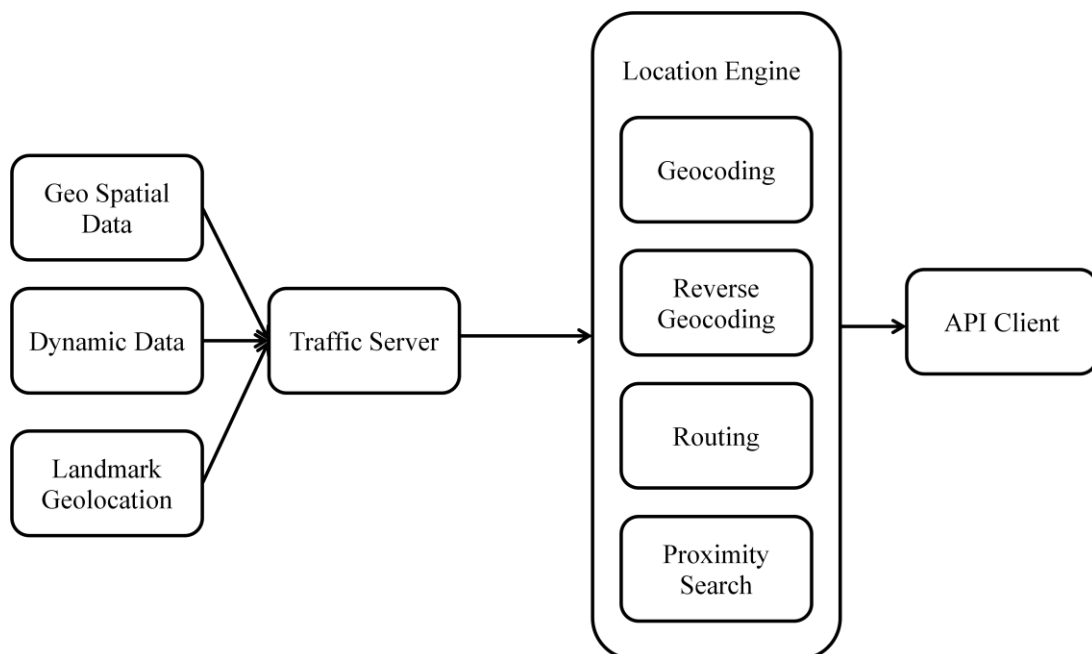 Geo Spatial
Data
Dynamic Data
Landmark
Geolocation
Traffic Server
Location Engine
Geocoding
Reverse
Geocoding
Routing
Proximity
Search
API Client